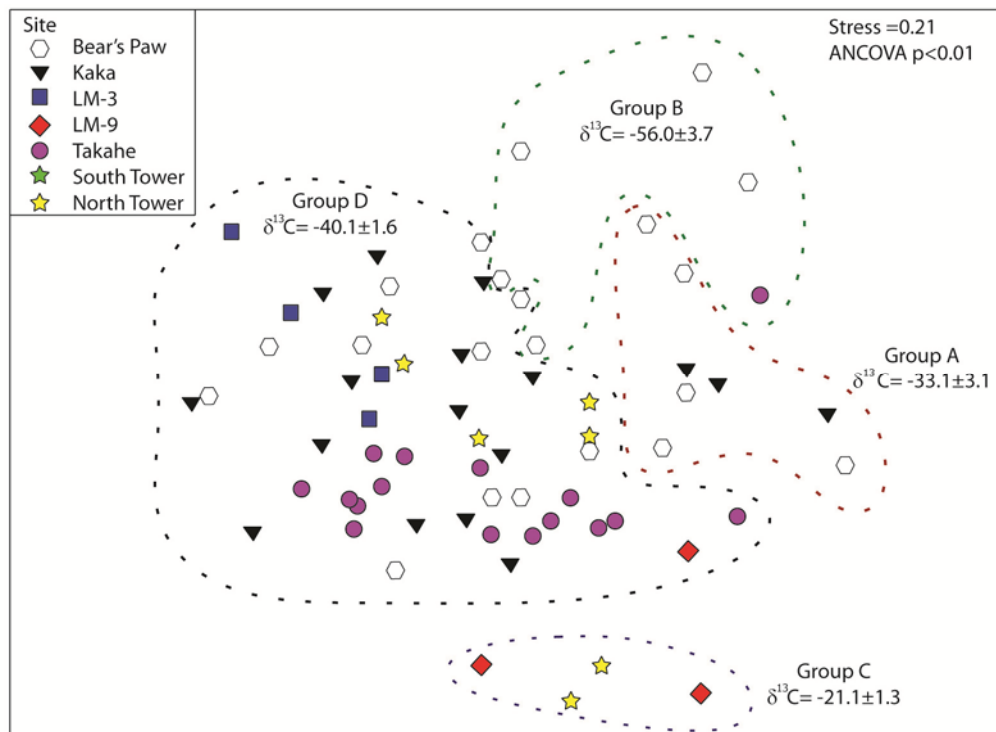 Site
Bear's Paw
Kaka
LM-3
LM-9
Takahe
South Tower
North Tower
Stress =0.21
ANCOVA p<0.01
Group B
δ¹³C= -56.0±3.7
Group D
δ¹³C= -40.1±1.6
Group A
δ¹³C= -33.1±3.1
Group C
δ¹³C= -21.1±1.3